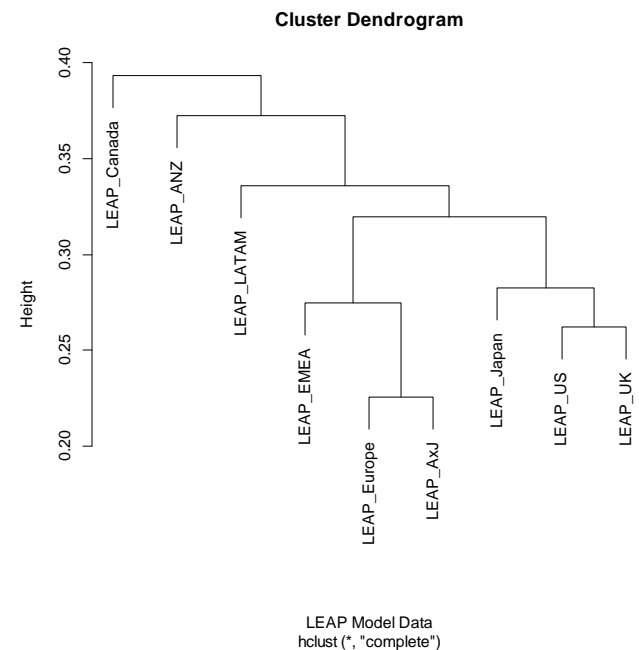 Cluster Dendrogram
Height
0.40
0.35
0.30
0.25
0.20
LEAP_Canada
LEAP_ANZ
LEAP_LATAM
LEAP_EMEA
LEAP_Europe
LEAP_AxJ
LEAP_Japan
LEAP_US
LEAP_UK
LEAP Model Data
hclust (*, "complete")